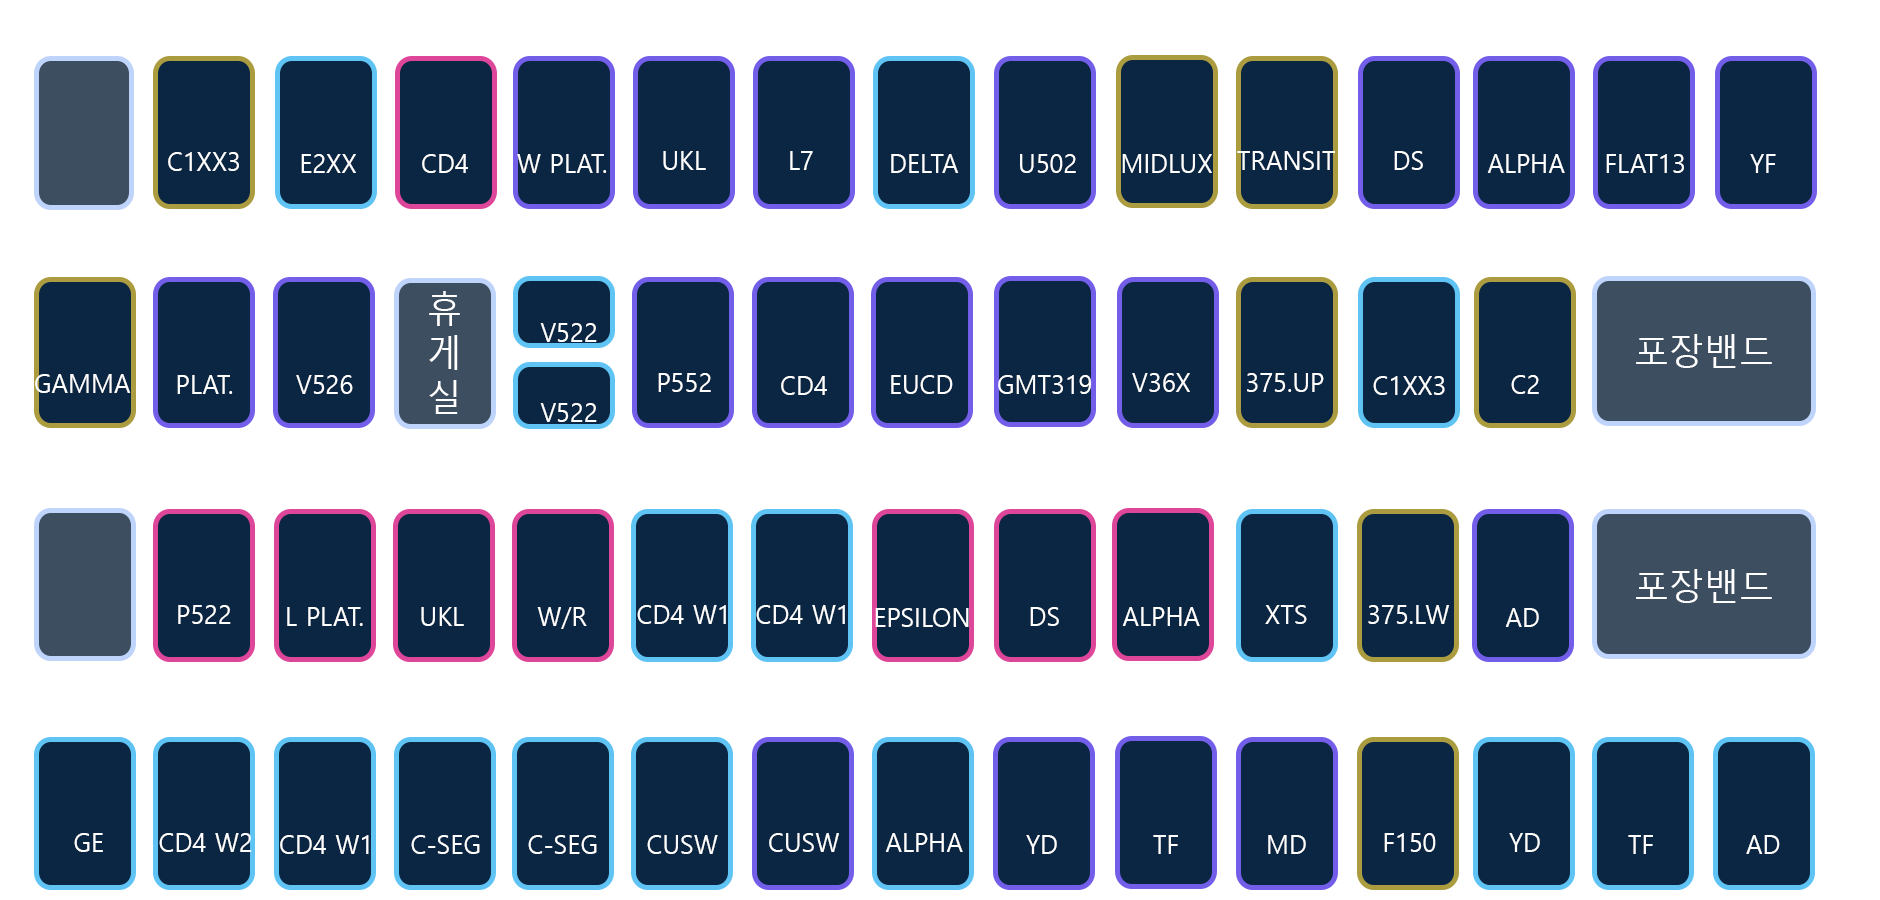 C1XX3
E2XX
CD4
W PLAT.
UKL
L7
DELTA
U502
MIDLUX
TRANSIT
DS
ALPHA
FLAT13
YF
GAMMA
PLAT.
V526
휴
게
실
V522
V522
P552
CD4
EUCD
GMT319
V36X
375.UP
C1XX3
C2
포장밴드
P522
L PLAT.
UKL
W/R
CD4 W1
CD4 W1
EPSILON
DS
ALPHA
XTS
375.LW
AD
포장밴드
GE
CD4 W2
CD4 W1
C-SEG
C-SEG
CUSW
CUSW
ALPHA
YD
TF
MD
F150
YD
TF
AD